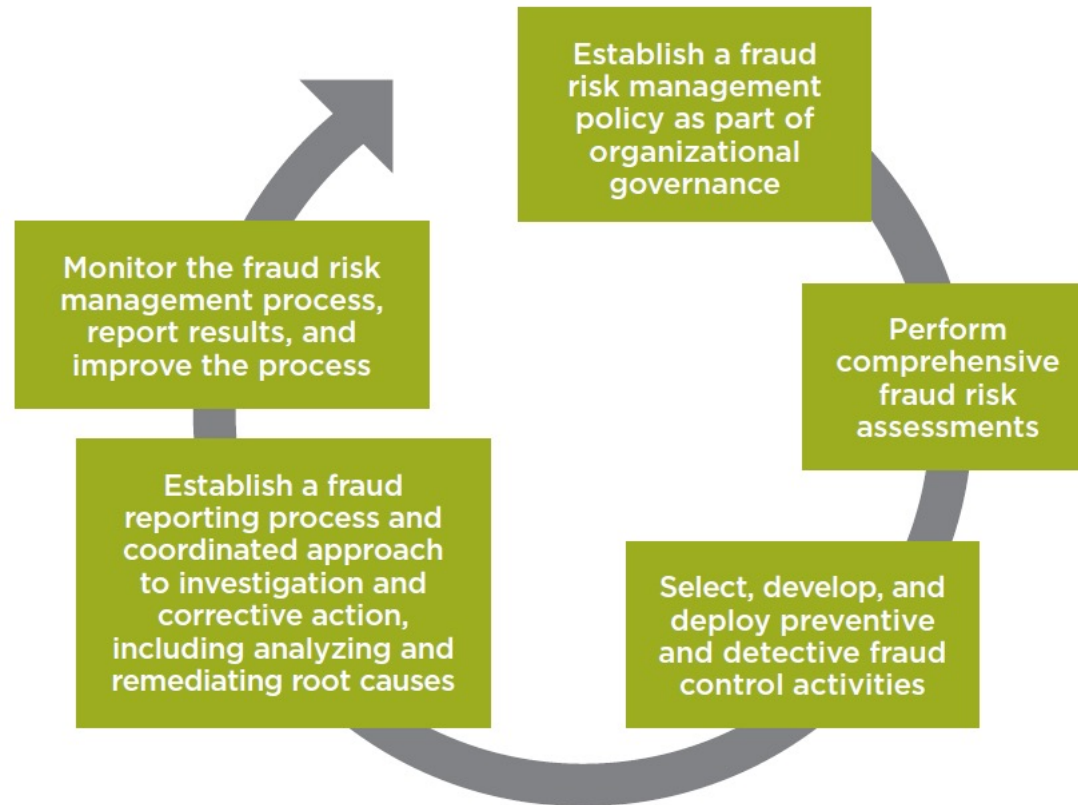 Establish a fraud
risk management
policy as part of
organizational
governance
Perform
comprehensive
fraud risk
assessments
Select, develop, and
deploy preventive
and detective fraud
control activities
Establish a fraud
reporting process and
coordinated approach
to investigation and
corrective action,
including analyzing and
remediating root causes
Monitor the fraud risk
management process,
report results, and
improve the process